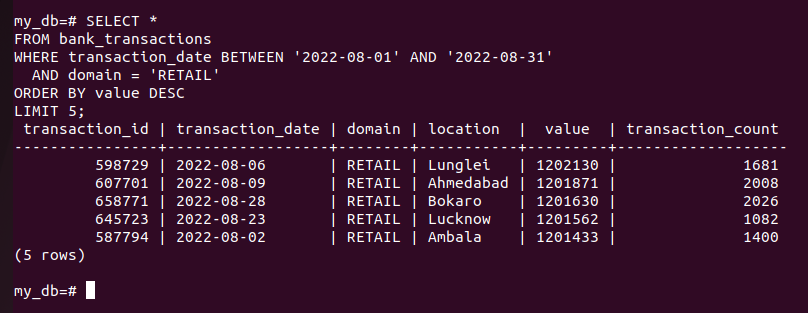 my_db=# SELECT *
FROM bank_transactions
WHERE transaction_date BETWEEN '2022-08-01' AND '2022-08-31'
  AND domain = 'RETAIL'
ORDER BY value DESC
LIMIT 5;
 transaction_id | transaction_date | domain | location  |  value  | transaction_count
----------------+------------------+--------+-----------+---------+-------------------
         598729 | 2022-08-06       | RETAIL | Lunglei   | 1202130 |              1681
         607701 | 2022-08-09       | RETAIL | Ahmedabad | 1201871 |              2008
         658771 | 2022-08-28       | RETAIL | Bokaro    | 1201630 |              2026
         645723 | 2022-08-23       | RETAIL | Lucknow   | 1201562 |              1082
         587794 | 2022-08-02       | RETAIL | Ambala    | 1201433 |              1400
(5 rows)
my_db=#